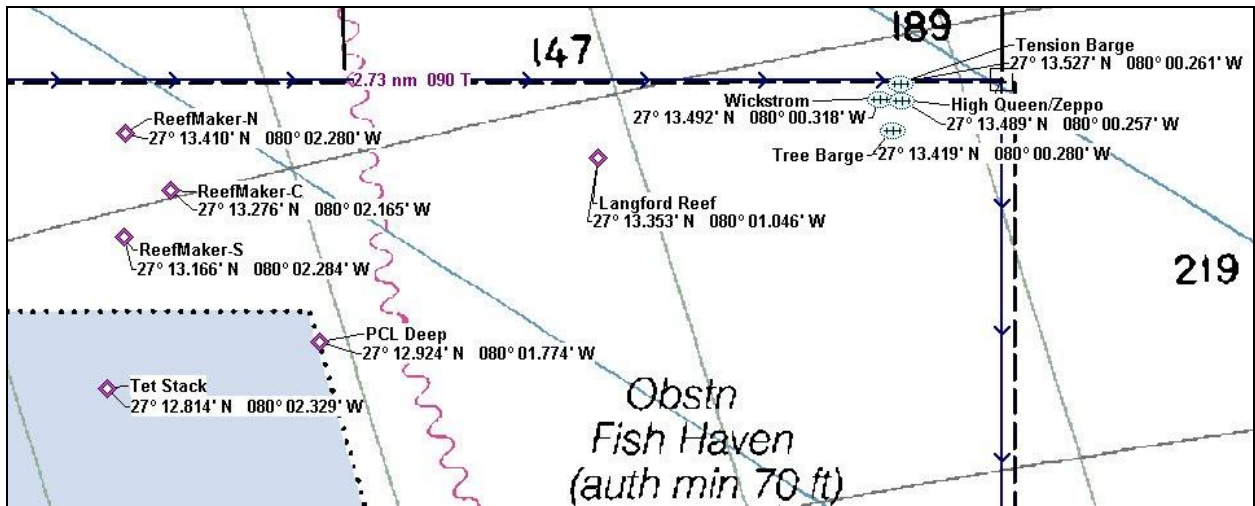 147
189
Tension Barge
27° 13.527' N 080° 00.261' W
2.73 nm 090 T
Wickstrom
27° 13.492' N 080° 00.318' W
High Queen/Zeppo
27° 13.489' N 080° 00.257' W
ReefMaker-N
27° 13.410' N 080° 02.280' W
Tree Barge
27° 13.419' N 080° 00.280' W
ReefMaker-C
27° 13.276' N 080° 02.165' W
Langford Reef
27° 13.353' N 080° 01.046' W
ReefMaker-S
27° 13.166' N 080° 02.284' W
219
PCL Deep
27° 12.924' N 080° 01.774' W
Tet Stack
27° 12.814' N 080° 02.329' W
Obstn
Fish Haven
(auth min 70 ft)